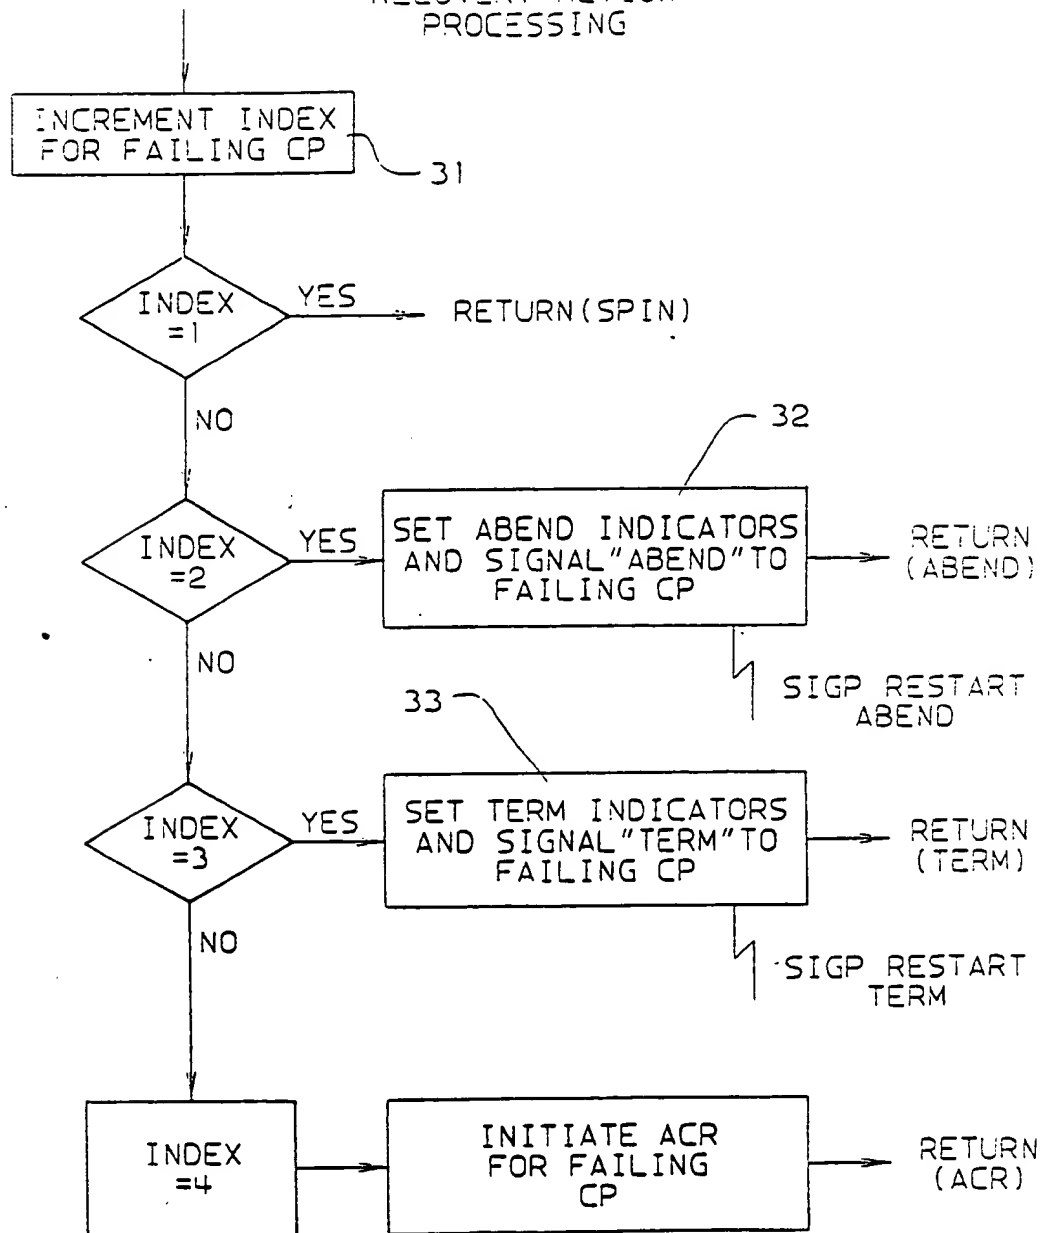 RECOVERY ACTION
PROCESSING
INCREMENT INDEX
FOR FAILING CP
31
INDEX
=1
YES
RETURN(SPIN)
NO
32
INDEX
=2
YES
SET ABEND INDICATORS
AND SIGNAL"ABEND"TO
FAILING CP
RETURN
(ABEND)
NO
SIGP RESTART
ABEND
33
INDEX
=3
YES
SET TERM INDICATORS
AND SIGNAL"TERM"TO
FAILING CP
RETURN
(TERM)
NO
SIGP RESTART
TERM
INDEX
=4
INITIATE ACR
FOR FAILING
CP
RETURN
(ACR)